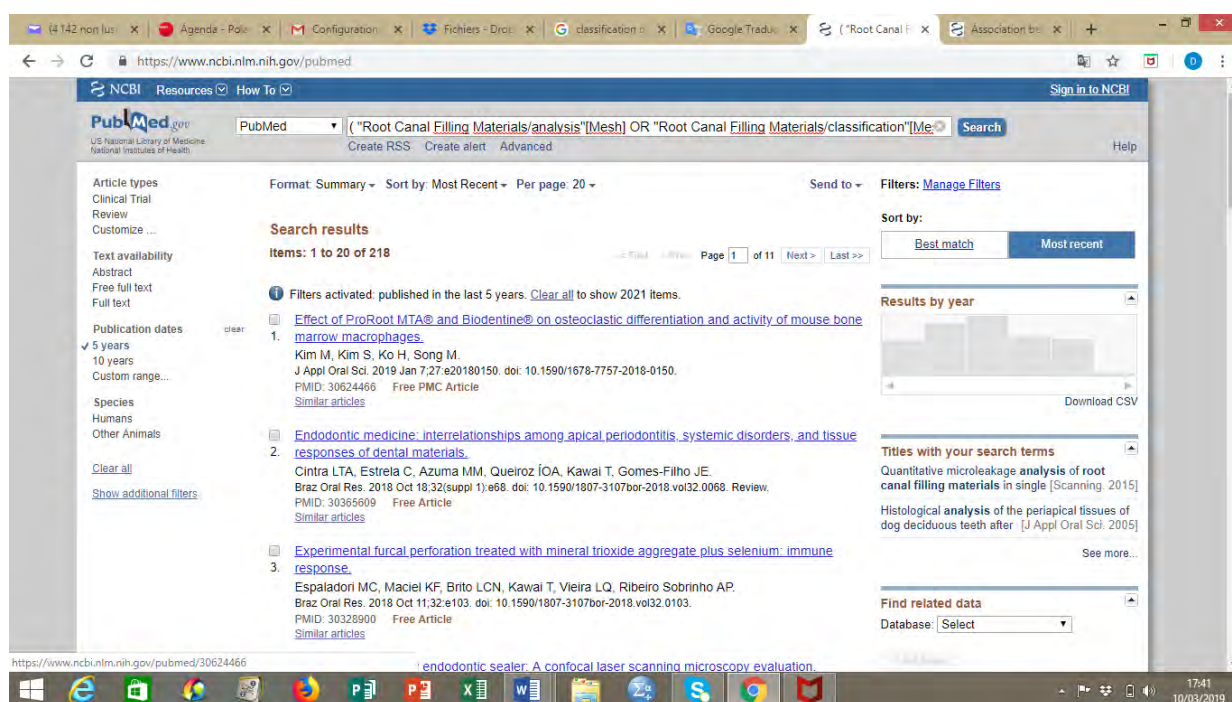 (4 142 non lus
Agenda - Pole
Configuration
Fichiers - Drop
classification
Google Traduc
( "Root Canal F
Association be
https://www.ncbi.nlm.nih.gov/pubmed
D
NCBI Resources How To
Sign in to NCBI
PubMed.gov
US National Library of Medicine
National Institutes of Health
PubMed
( "Root Canal Filling Materials/analysis"[Mesh] OR "Root Canal Filling Materials/classification"[Me
Search
Create RSS Create alert Advanced
Help
Article types
Clinical Trial
Review
Customize ...
Text availability
Abstract
Free full text
Full text
Publication dates clear
5 years
10 years
Custom range...
Species
Humans
Other Animals
Clear all
Show additional filters
Format: Summary Sort by: Most Recent Per page: 20
Send to
Search results
Items: 1 to 20 of 218
<< First < Prev Page 1 of 11 Next > Last >>
Filters activated: published in the last 5 years. Clear all to show 2021 items.
Effect of ProRoot MTA® and Biodentine® on osteoclastic differentiation and activity of mouse bone
1. marrow macrophages.
Kim M, Kim S, Ko H, Song M.
J Appl Oral Sci. 2019 Jan 7;27:e20180150. doi: 10.1590/1678-7757-2018-0150.
PMID: 30624466 Free PMC Article
Similar articles
Endodontic medicine: interrelationships among apical periodontitis, systemic disorders, and tissue
2. responses of dental materials.
Cintra LTA, Estrela C, Azuma MM, Queiroz ÍOA, Kawai T, Gomes-Filho JE.
Braz Oral Res. 2018 Oct 18;32(suppl 1):e68. doi: 10.1590/1807-3107bor-2018.vol32.0068. Review.
PMID: 30365609 Free Article
Similar articles
Experimental furcal perforation treated with mineral trioxide aggregate plus selenium: immune
3. response.
Espaladori MC, Maciel KF, Brito LCN, Kawai T, Vieira LQ, Ribeiro Sobrinho AP.
Braz Oral Res. 2018 Oct 11;32:e103. doi: 10.1590/1807-3107bor-2018.vol32.0103.
PMID: 30328900 Free Article
Similar articles
endodontic sealer: A confocal laser scanning microscopy evaluation.
Filters: Manage Filters
Sort by:
Best match Most recent
Results by year
Download CSV
Titles with your search terms
Quantitative microleakage analysis of root
canal filling materials in single [Scanning. 2015]
Histological analysis of the periapical tissues of
dog deciduous teeth after [J Appl Oral Sci. 2005]
See more...
Find related data
Database: Select
https://www.ncbi.nlm.nih.gov/pubmed/30624466
17:41
10/03/2019